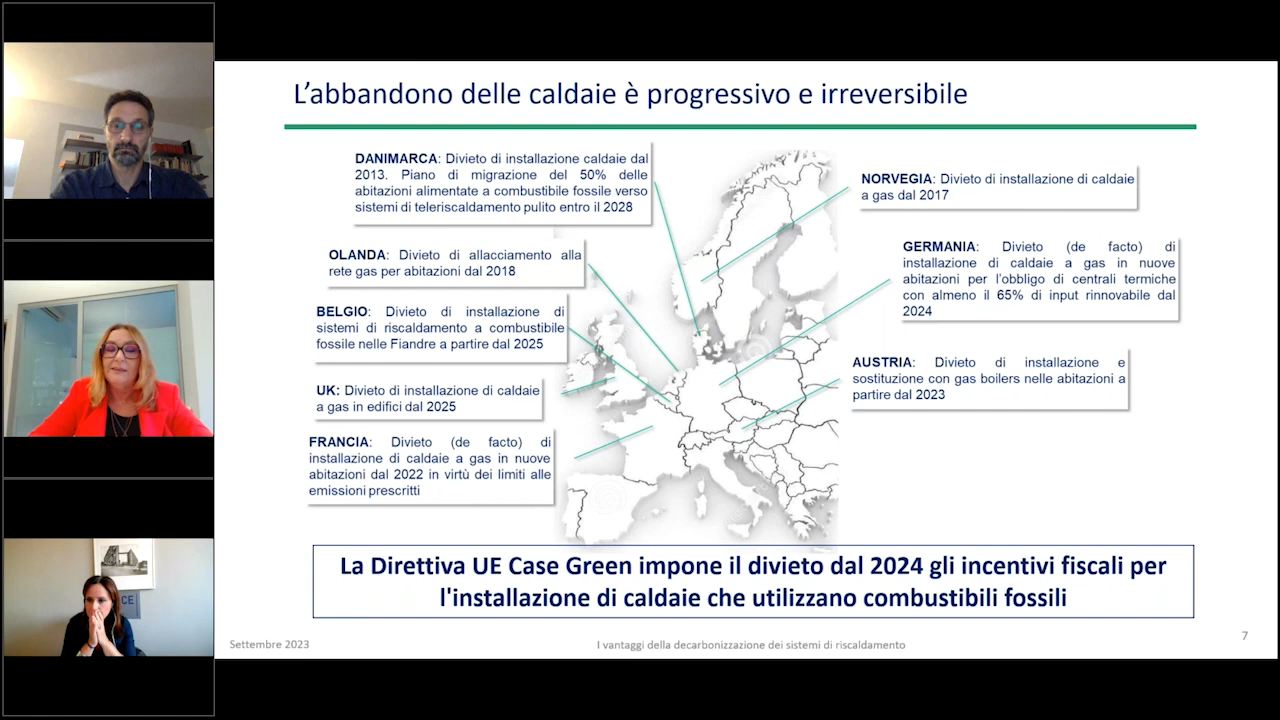 L'abbandono delle caldaie è progressivo e irreversibile
DANIMARCA: Divieto di installazione caldaie dal
2013. Piano di migrazione del 50% delle
abitazioni alimentate a combustibile fossile verso
sistemi di teleriscaldamento pulito entro il 2028
OLANDA: Divieto di allacciamento alla
rete gas per abitazioni dal 2018
BELGIO: Divieto di installazione di
sistemi di riscaldamento a combustibile
fossile nelle Fiandre a partire dal 2025
UK: Divieto di installazione di caldaie
a gas in edifici dal 2025
FRANCIA: Divieto (de facto) di
installazione di caldaie a gas in nuove
abitazioni dal 2022 in virtù dei limiti alle
emissioni prescritti
NORVEGIA: Divieto di installazione di caldaie
a gas dal 2017
GERMANIA: Divieto (de facto) di
installazione di caldaie a gas in nuove
abitazioni per l'obbligo di centrali termiche
con almeno il 65% di input rinnovabile dal
2024
AUSTRIA: Divieto di installazione e
sostituzione con gas boilers nelle abitazioni a
partire dal 2023
La Direttiva UE Case Green impone il divieto dal 2024 gli incentivi fiscali per
l'installazione di caldaie che utilizzano combustibili fossili
Settembre 2023
I vantaggi della decarbonizzazione dei sistemi di riscaldamento
7
CE